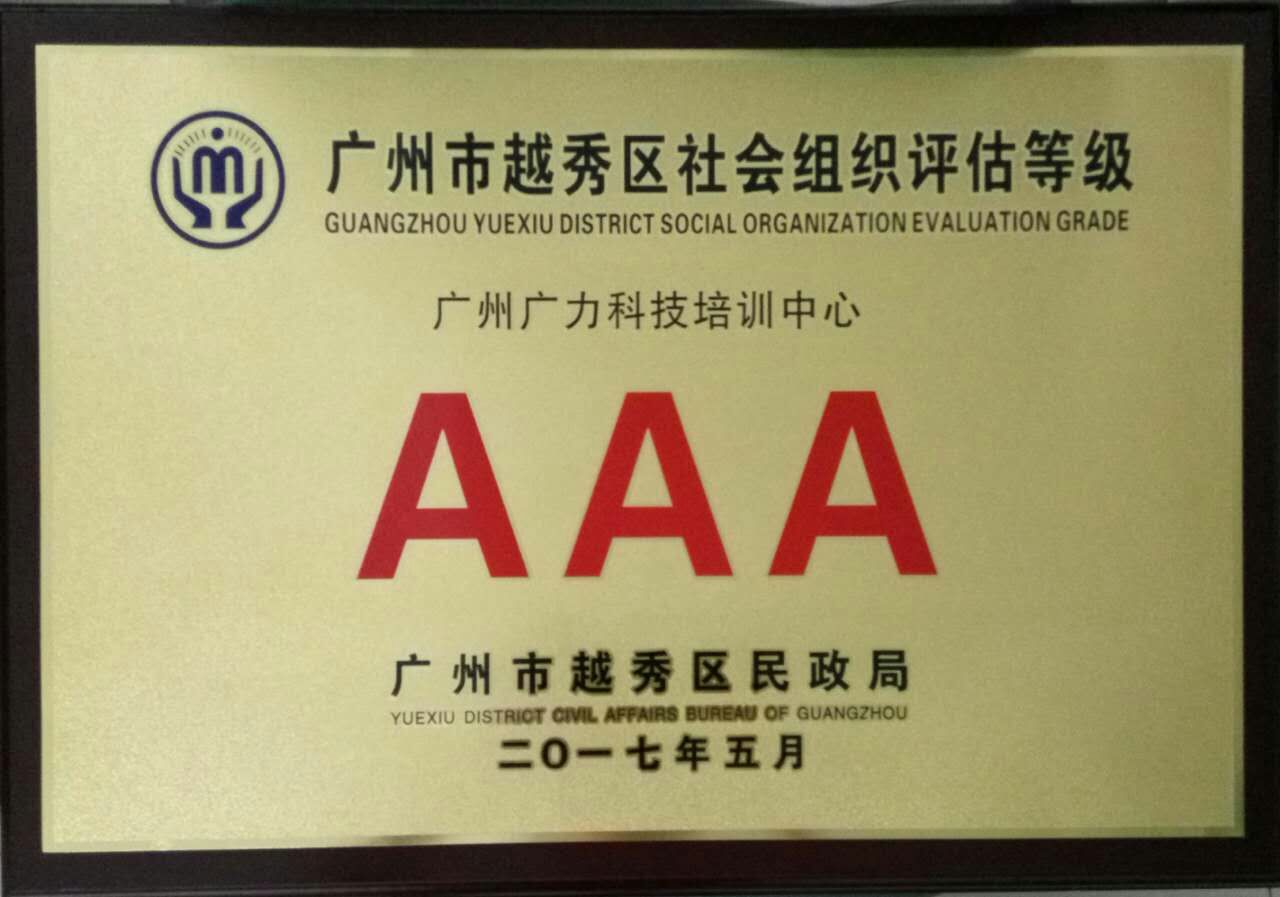 广州市越秀区社会组织评估等级
GUANGZHOU YUEXIU DISTRICT SOCIAL ORGANIZATION EVALUATION GRADE
广州广力科技培训中心
AAA
广州市越秀区民政局
YUEXIU DISTRICT CIVIL AFFAIRS BUREAU OF GUANGZHOU
二〇一七年五月